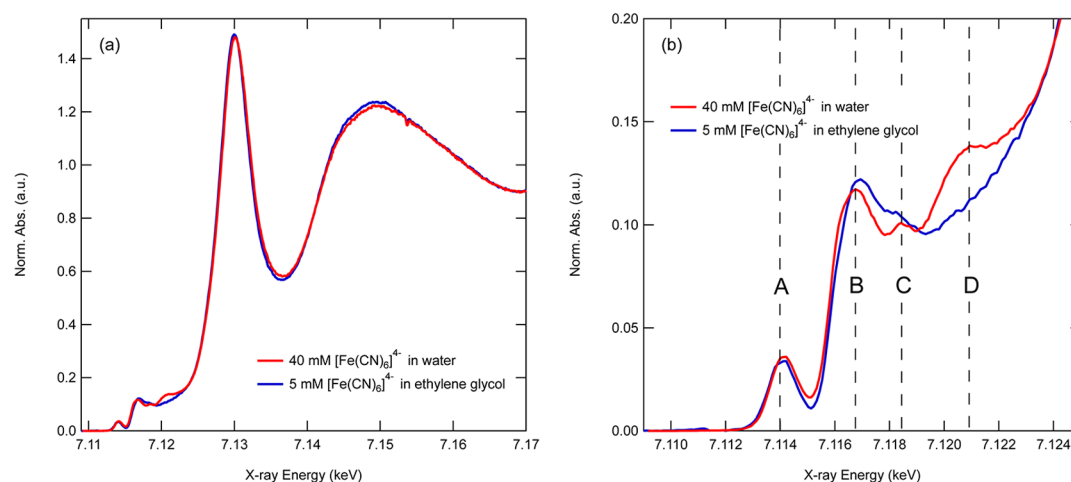 (a)
1.4
1.2
1.0
0.8
0.6
0.4
0.2
0.0
Norm. Abs. (a.u.)
40 mM [Fe(CN)6]4- in water
5 mM [Fe(CN)6]4- in ethylene glycol
7.11 7.12 7.13 7.14 7.15 7.16 7.17
X-ray Energy (keV)
(b)
0.20
0.15
0.10
0.05
0.00
Norm. Abs. (a.u.)
40 mM [Fe(CN)6]4- in water
5 mM [Fe(CN)6]4- in ethylene glycol
A B C D
7.110 7.112 7.114 7.116 7.118 7.120 7.122 7.124
X-ray Energy (keV)